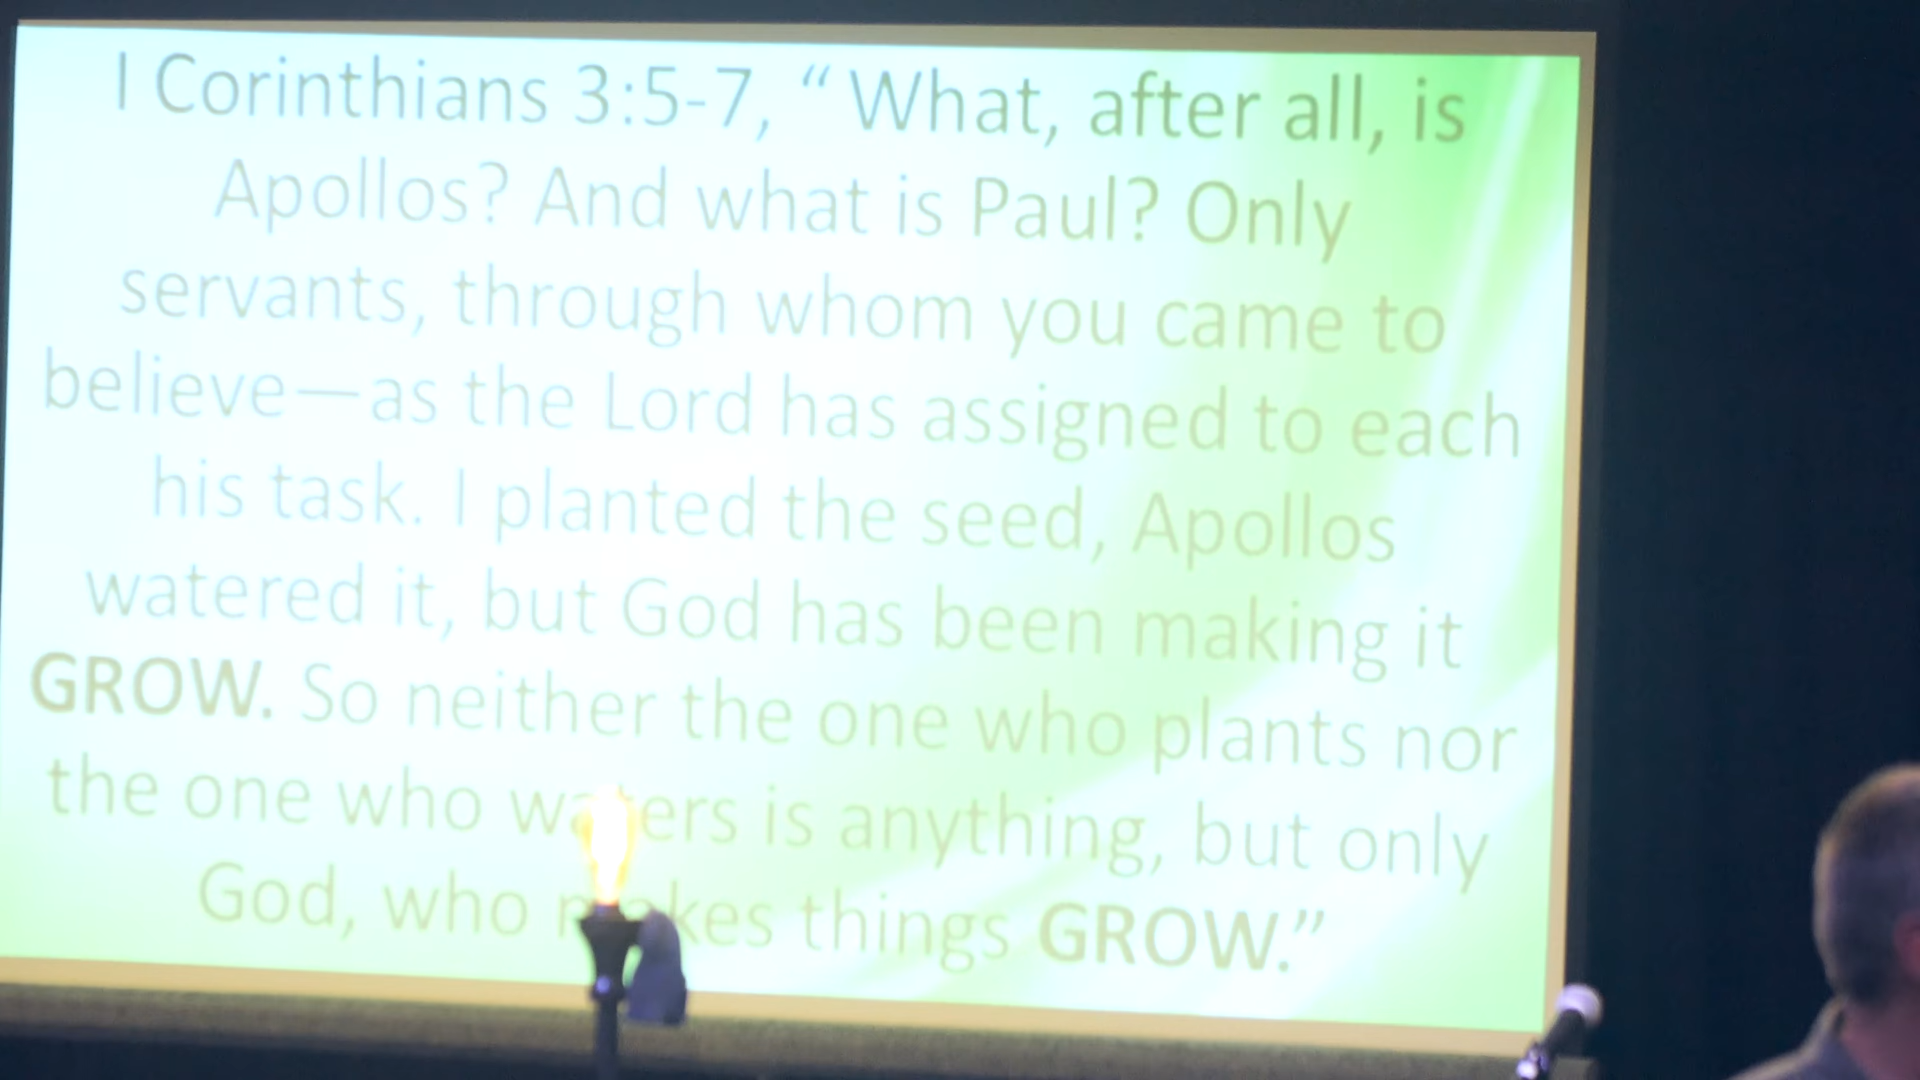 I Corinthians 3:5-7, “What, after all, is
Apollos? And what is Paul? Only
servants, through whom you came to
believe—as the Lord has assigned to each
his task. I planted the seed, Apollos
watered it, but God has been making it
GROW. So neither the one who plants nor
the one who waters is anything, but only
God, who makes things GROW.”